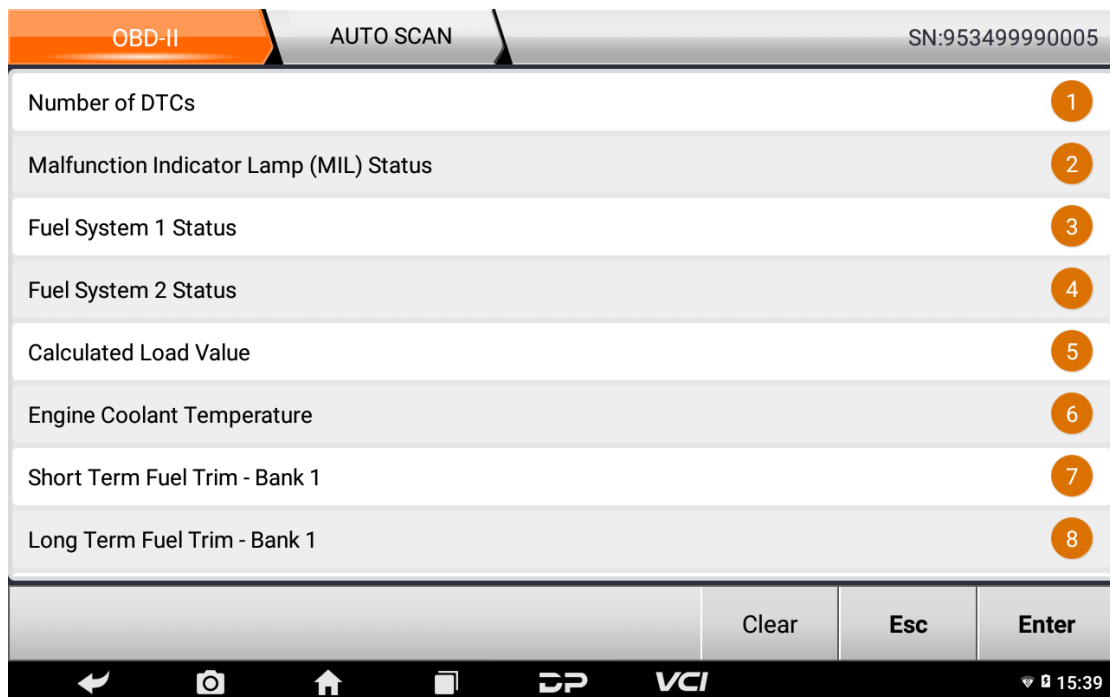 OBD-II AUTO SCAN SN:953499990005
Number of DTCs 1
Malfunction Indicator Lamp (MIL) Status 2
Fuel System 1 Status 3
Fuel System 2 Status 4
Calculated Load Value 5
Engine Coolant Temperature 6
Short Term Fuel Trim - Bank 1 7
Long Term Fuel Trim - Bank 1 8
Clear Esc Enter
DP VCI 15:39